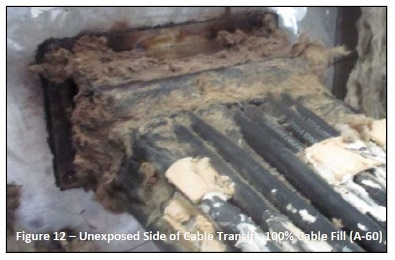 Figure 12 – Unexposed Side of Cable Transit - 100% Cable Fill (A-60)